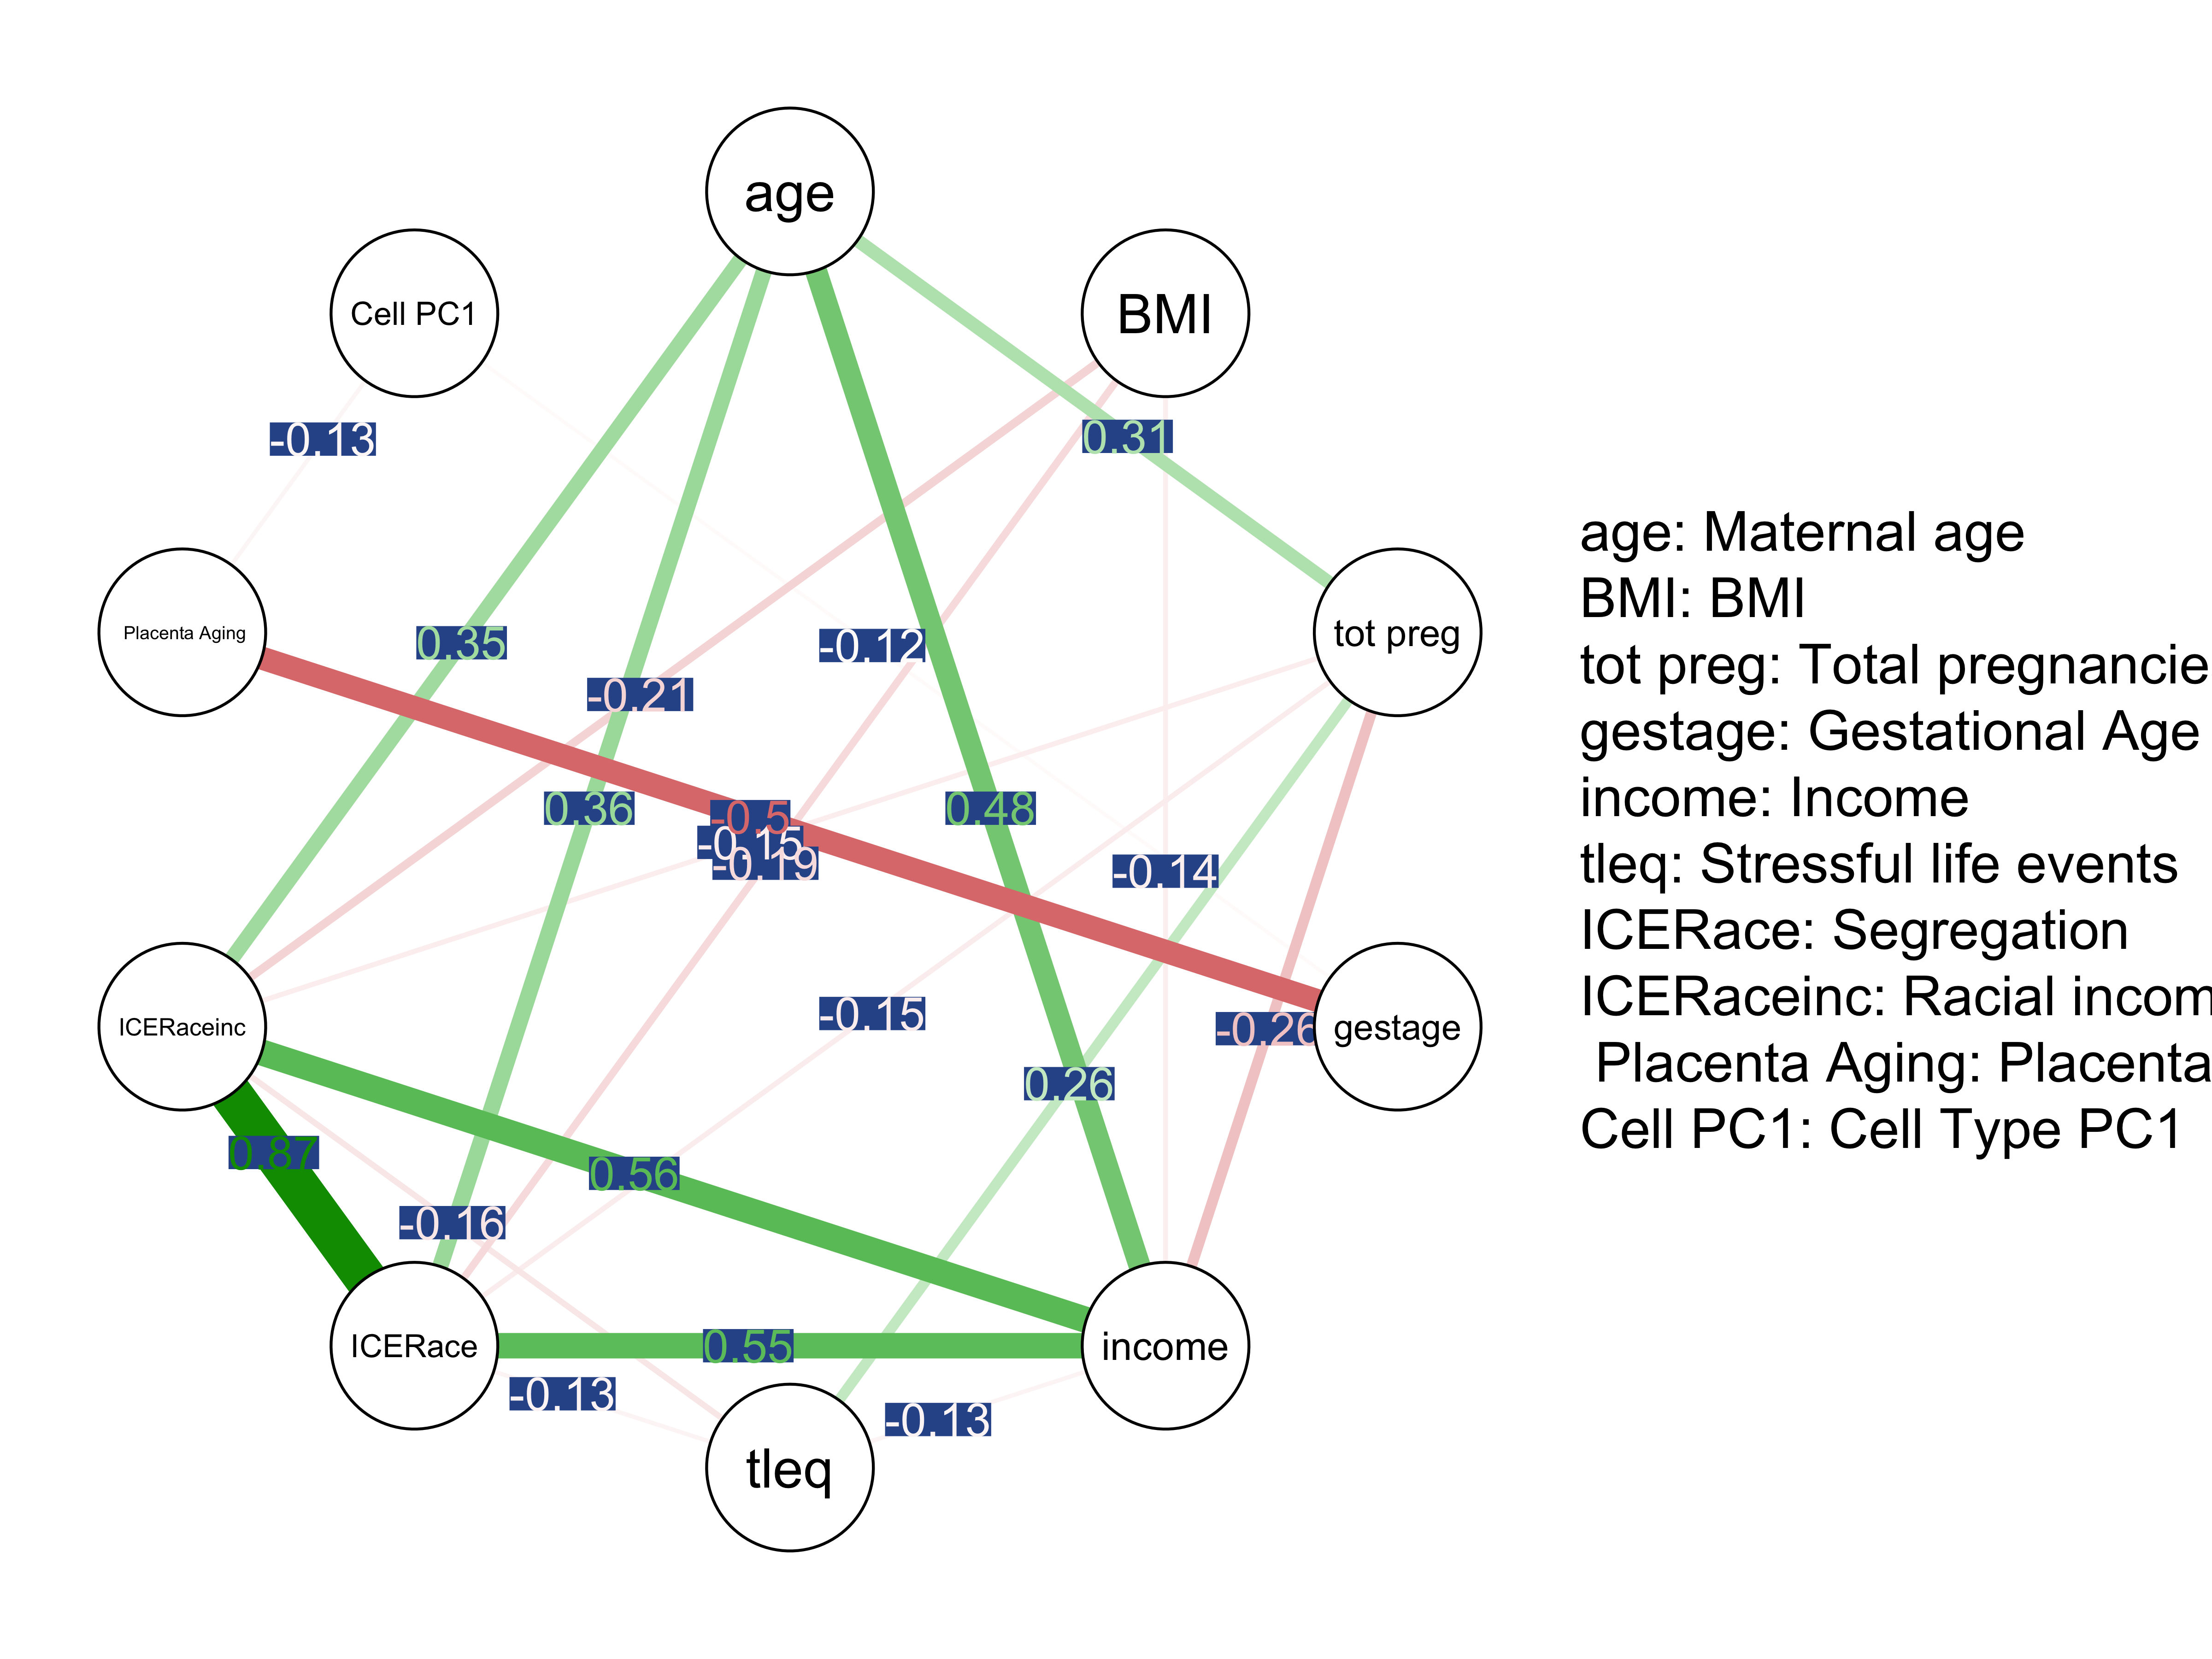 age
BMI
Cell PC1
-0.13
0.31
Placenta Aging
tot preg
0.35
-0.12
-0.21
0.36
-0.5
0.48
-0.15
-0.19
-0.14
-0.15
ICERaceinc
-0.26
gestage
0.26
0.87
0.56
-0.16
ICERace
0.55
income
-0.13
-0.13
tleq
age: Maternal age
BMI: BMI
tot preg: Total pregnancie
gestage: Gestational Age
income: Income
tleq: Stressful life events
ICERace: Segregation
ICERaceinc: Racial incom
Placenta Aging: Placenta
Cell PC1: Cell Type PC1